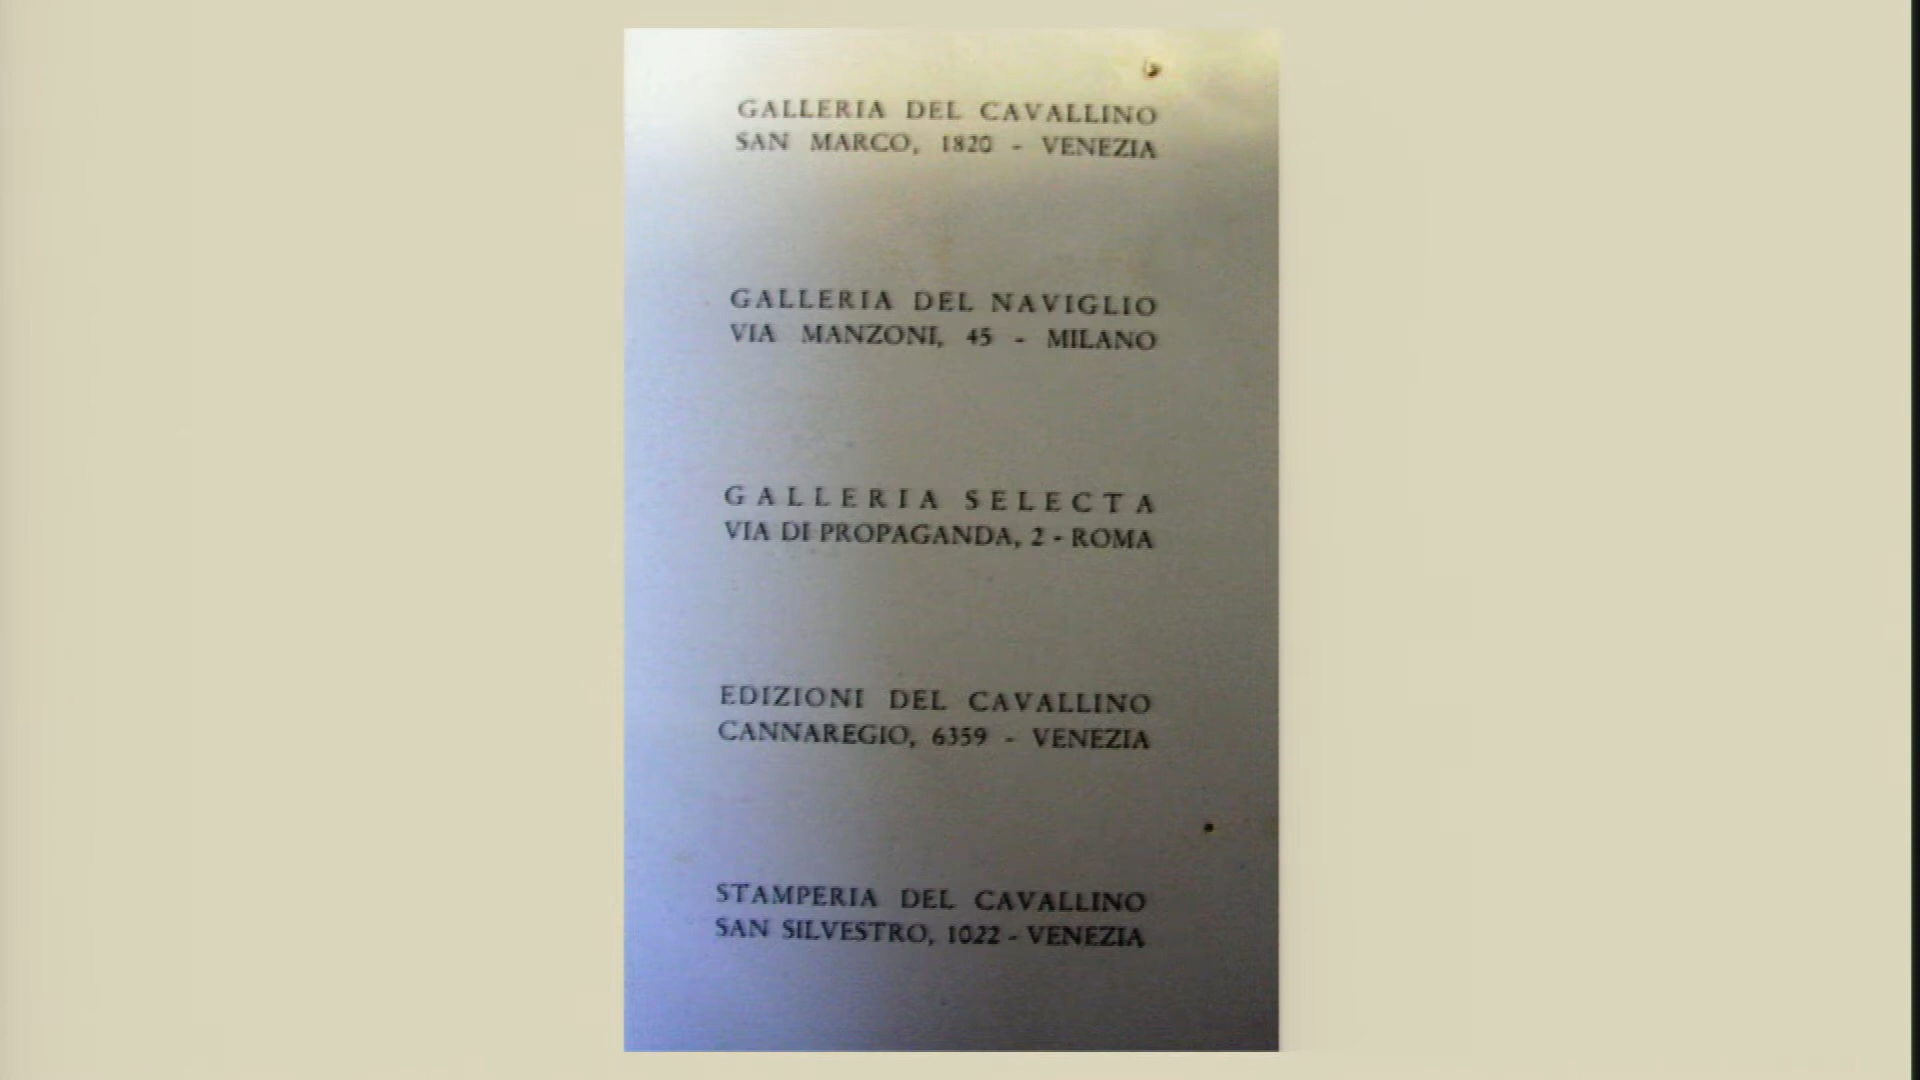 GALLERIA DEL CAVALLINO
SAN MARCO, 1820 - VENEZIA
GALLERIA DEL NAVIGLIO
VIA MANZONI, 45 - MILANO
GALLERIA SELECTA
VIA DI PROPAGANDA, 2 - ROMA
EDIZIONI DEL CAVALLINO
CANNAREGIO, 6359 - VENEZIA
STAMPERIA DEL CAVALLINO
SAN SILVESTRO, 1022 - VENEZIA